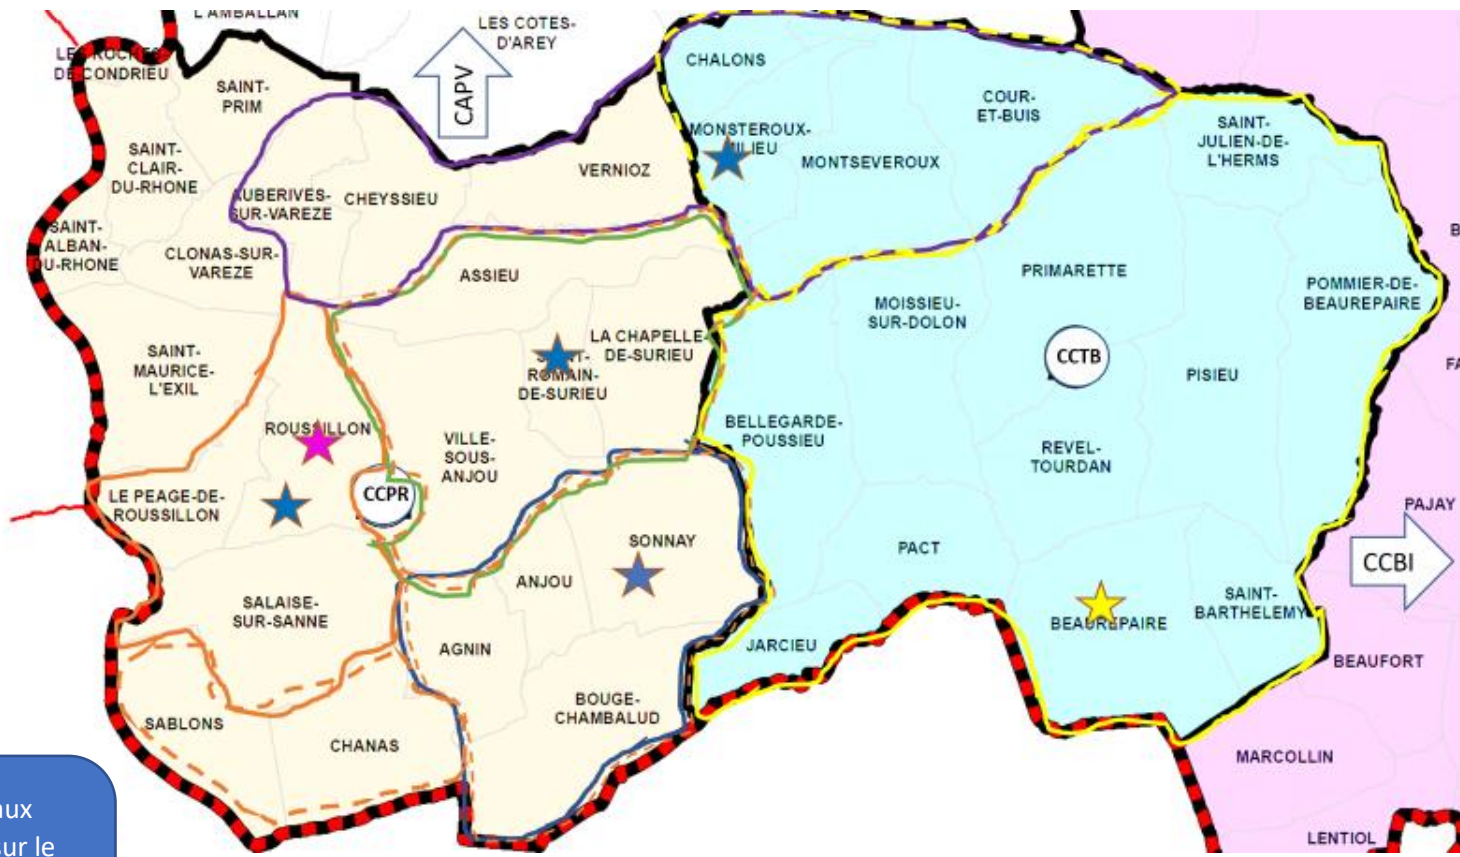 L'AMBALLAN
LES COTES-
D'AREY
LES ROCHES-
DE CONDRIEU
CHALONS
SAINT-
PRIM
CAPV
COUR-
ET-BUIS
SAINT-
JULIEN-DE-
L'HERMS
MONSTEROUX-
MILIEU
MONTSEVEROUX
SAINT-
CLAIR-
DU-RHONE
VERNIOZ
AUBERIVES-
SUR-VAREZE
CHEYSSIEU
SAINT-
ALBAN-
DU-RHONE
CLONAS-SUR-
VAREZE
ASSIEU
PRIMARETTE
POMMIER-DE-
BEAUREPAIRE
MOISSIEU-
SUR-DOLON
LA CHAPELLE-
DE-SURIEU
SAINT-
ROMAIN-
DE-SURIEU
CCTB
SAINT-
MAURICE-
L'EXIL
PISIEU
ROUSSILLON
VILLE-
SOUS-
ANJOU
BELLEGARDE-
POUSSIEU
REVEL-
TOURDAN
LE PEAGE-DE-
ROUSSILLON
CCPR
PAJAY
SONNAY
PACT
CCBI
ANJOU
SALAISE-
SUR-SANNE
SAINT-
BARTHELEMY
BEAUREPAIRE
AGNIN
JARCIEU
BEAUFORT
BOUGE-
CHAMBALUD
SABLONS
CHANAS
MARCOLLIN
aux
sur le
LENTIOL